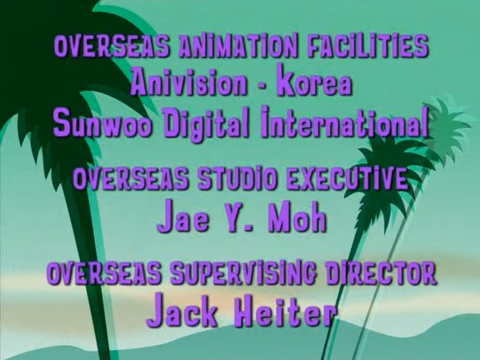 OVERSEAS ANIMATION FACILITIES
Anivision - Korea
Sunwoo Digital International
OVERSEAS STUDIO EXECUTIVE
Jae Y. Moh
OVERSEAS SUPERVISING DIRECTOR
Jack Heiter